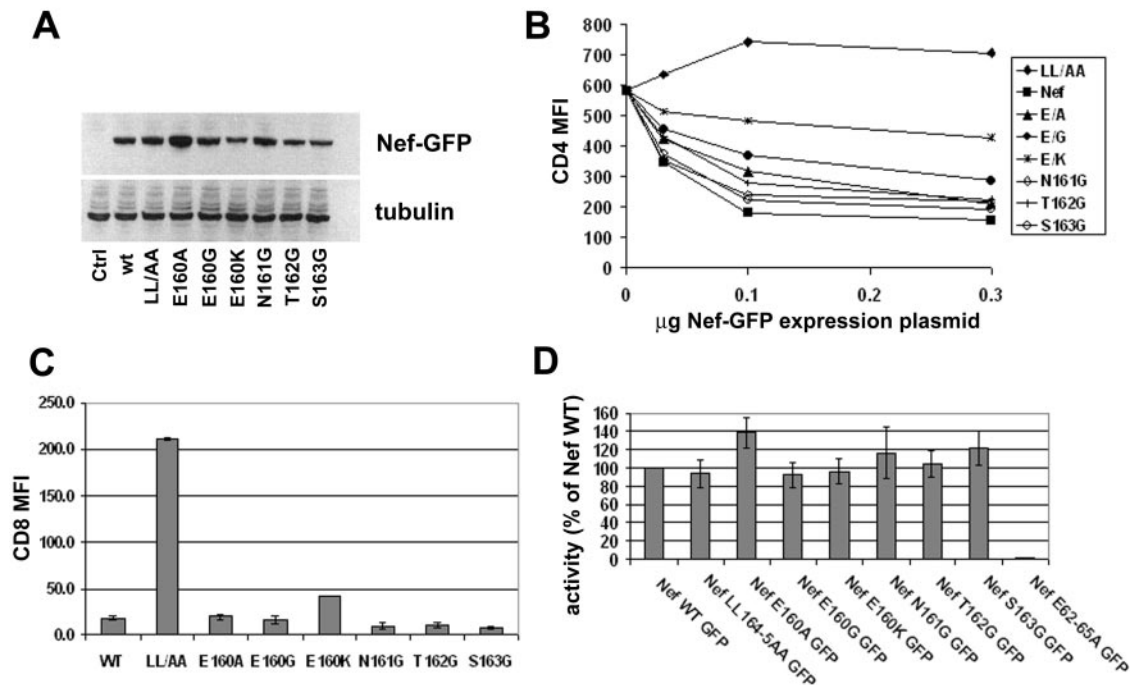 A
Nef-GFP
tubulin
Ctrl
wt
LL/AA
E160A
E160G
E160K
N161G
T162G
S163G
B
CD4 MFI
800
700
600
500
400
300
200
100
0
0
0.1
0.2
0.3
µg Nef-GFP expression plasmid
LL/AA
Nef
E/A
E/G
E/K
N161G
T162G
S163G
C
CD8 MFI
250.0
200.0
150.0
100.0
50.0
0.0
WT
LL/AA
E160A
E160G
E160K
N161G
T162G
S163G
D
activity (% of Nef WT)
160
140
120
100
80
60
40
20
0
Nef WT GFP
Nef LL164-5AA GFP
Nef E160A GFP
Nef E160G GFP
Nef E160K GFP
Nef N161G GFP
Nef T162G GFP
Nef S163G GFP
Nef E62-65A GFP